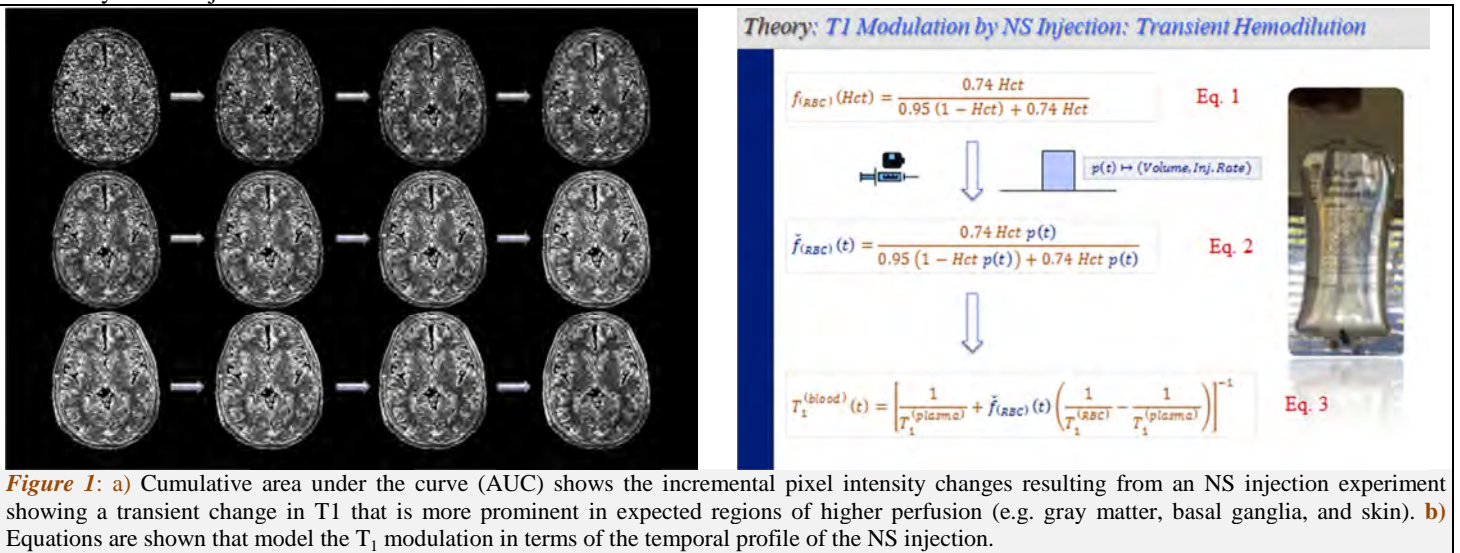 Theory: T1 Modulation by NS Injection: Transient Hemodilution
f_(RBC) (Hct) = 0.74 Hct / (0.95 (1 − Hct) + 0.74 Hct) Eq. 1
p(t) ↦ (Volume, Inj. Rate)
f̌_(RBC) (t) = 0.74 Hct p(t) / (0.95 (1 − Hct p(t)) + 0.74 Hct p(t)) Eq. 2
T_1^(blood) (t) = [1 / T_1^(plasma) + f̌_(RBC) (t) (1 / T_1^(RBC) − 1 / T_1^(plasma))]^−1 Eq. 3
Figure 1: a) Cumulative area under the curve (AUC) shows the incremental pixel intensity changes resulting from an NS injection experiment
showing a transient change in T1 that is more prominent in expected regions of higher perfusion (e.g. gray matter, basal ganglia, and skin). b)
Equations are shown that model the T1 modulation in terms of the temporal profile of the NS injection.